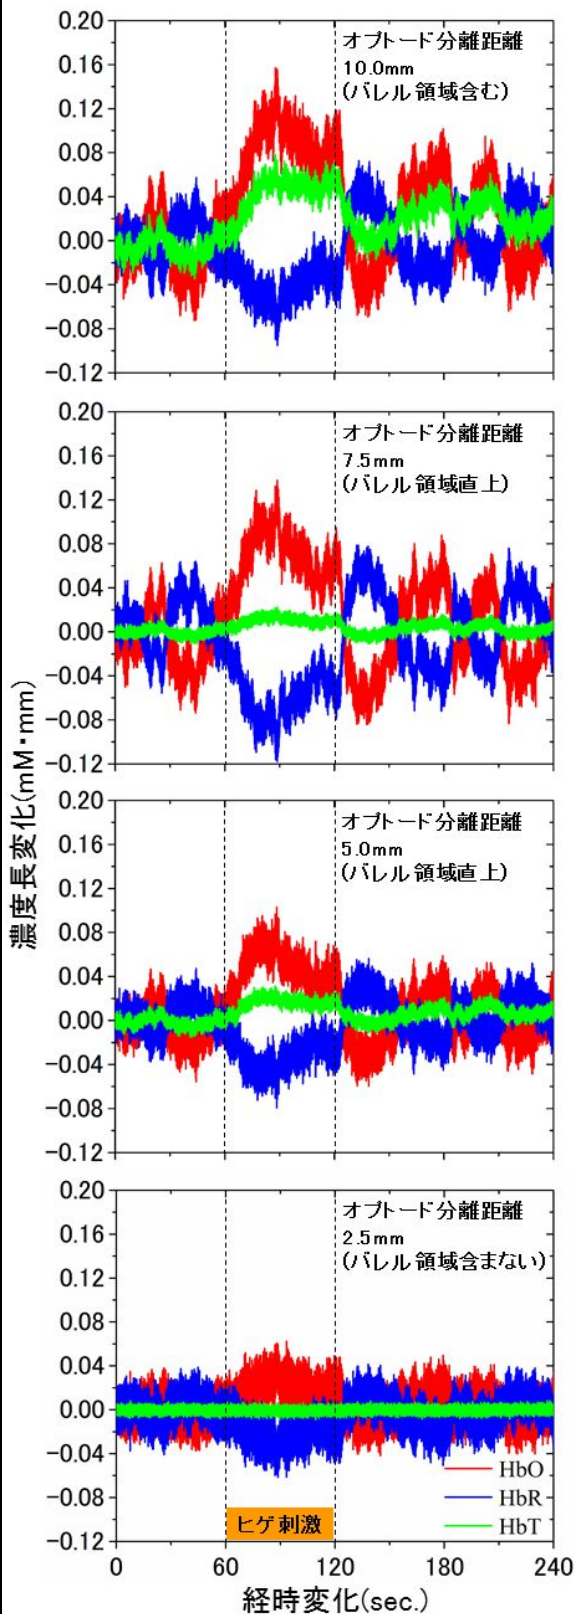 濃度長変化(mM・mm)
0.20
0.16
0.12
0.08
0.04
0.00
−0.04
−0.08
−0.12
オプトード分離距離
10.0mm
(バレル領域含む)
0.20
0.16
0.12
0.08
0.04
0.00
−0.04
−0.08
−0.12
オプトード分離距離
7.5mm
(バレル領域直上)
0.20
0.16
0.12
0.08
0.04
0.00
−0.04
−0.08
−0.12
オプトード分離距離
5.0mm
(バレル領域直上)
0.20
0.16
0.12
0.08
0.04
0.00
−0.04
−0.08
−0.12
オプトード分離距離
2.5mm
(バレル領域含まない)
HbO
HbR
HbT
ヒゲ刺激
0 60 120 180 240
経時変化(sec.)